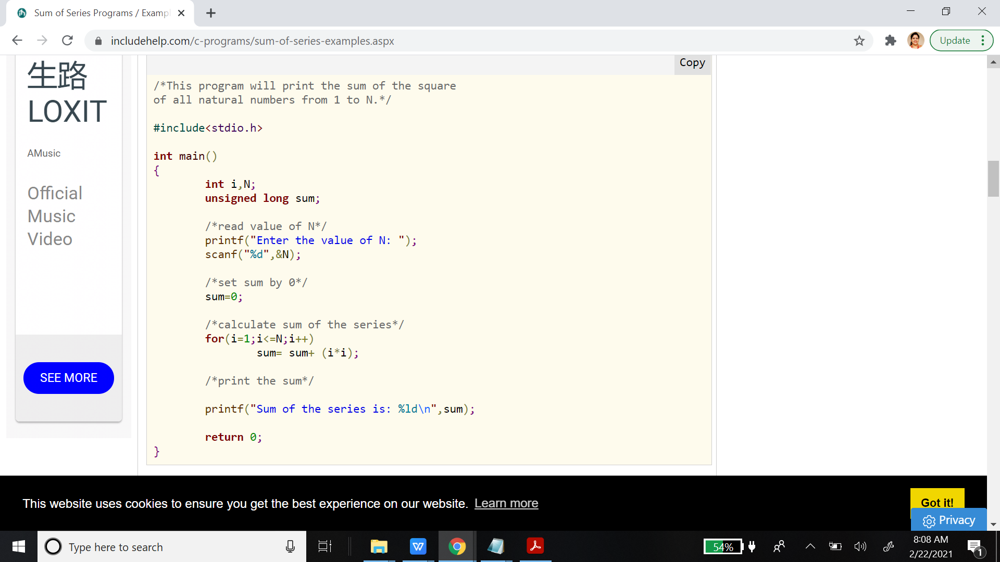 Sum of Series Programs / Examp
includehelp.com/c-programs/sum-of-series-examples.aspx
Update
生路
LOXIT
AMusic
Official
Music
Video
SEE MORE
Copy
/*This program will print the sum of the square
of all natural numbers from 1 to N.*/
#include<stdio.h>
int main()
{
int i,N;
unsigned long sum;
/*read value of N*/
printf("Enter the value of N: ");
scanf("%d",&N);
/*set sum by 0*/
sum=0;
/*calculate sum of the series*/
for(i=1;i<=N;i++)
sum= sum+ (i*i);
/*print the sum*/
printf("Sum of the series is: %ld\n",sum);
return 0;
}
This website uses cookies to ensure you get the best experience on our website. Learn more
Got it!
Privacy
Type here to search
54%
8:08 AM
2/22/2021
1